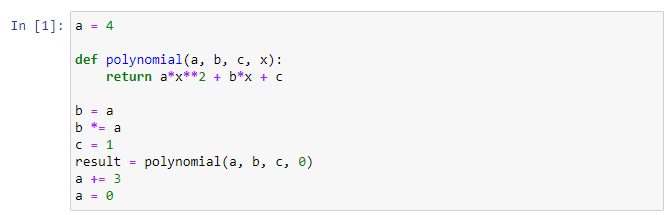 In [1]: a = 4
def polynomial(a, b, c, x):
    return a*x**2 + b*x + c
b = a
b *= a
c = 1
result = polynomial(a, b, c, 0)
a += 3
a = 0